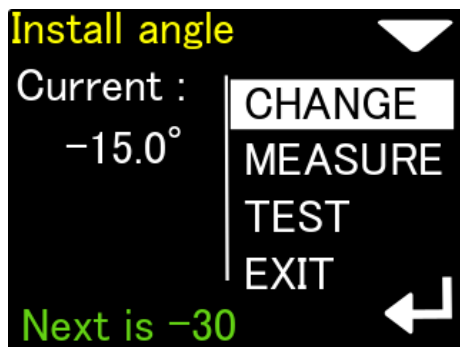 Install angle
Current :
−15.0°
CHANGE
MEASURE
TEST
EXIT
Next is −30